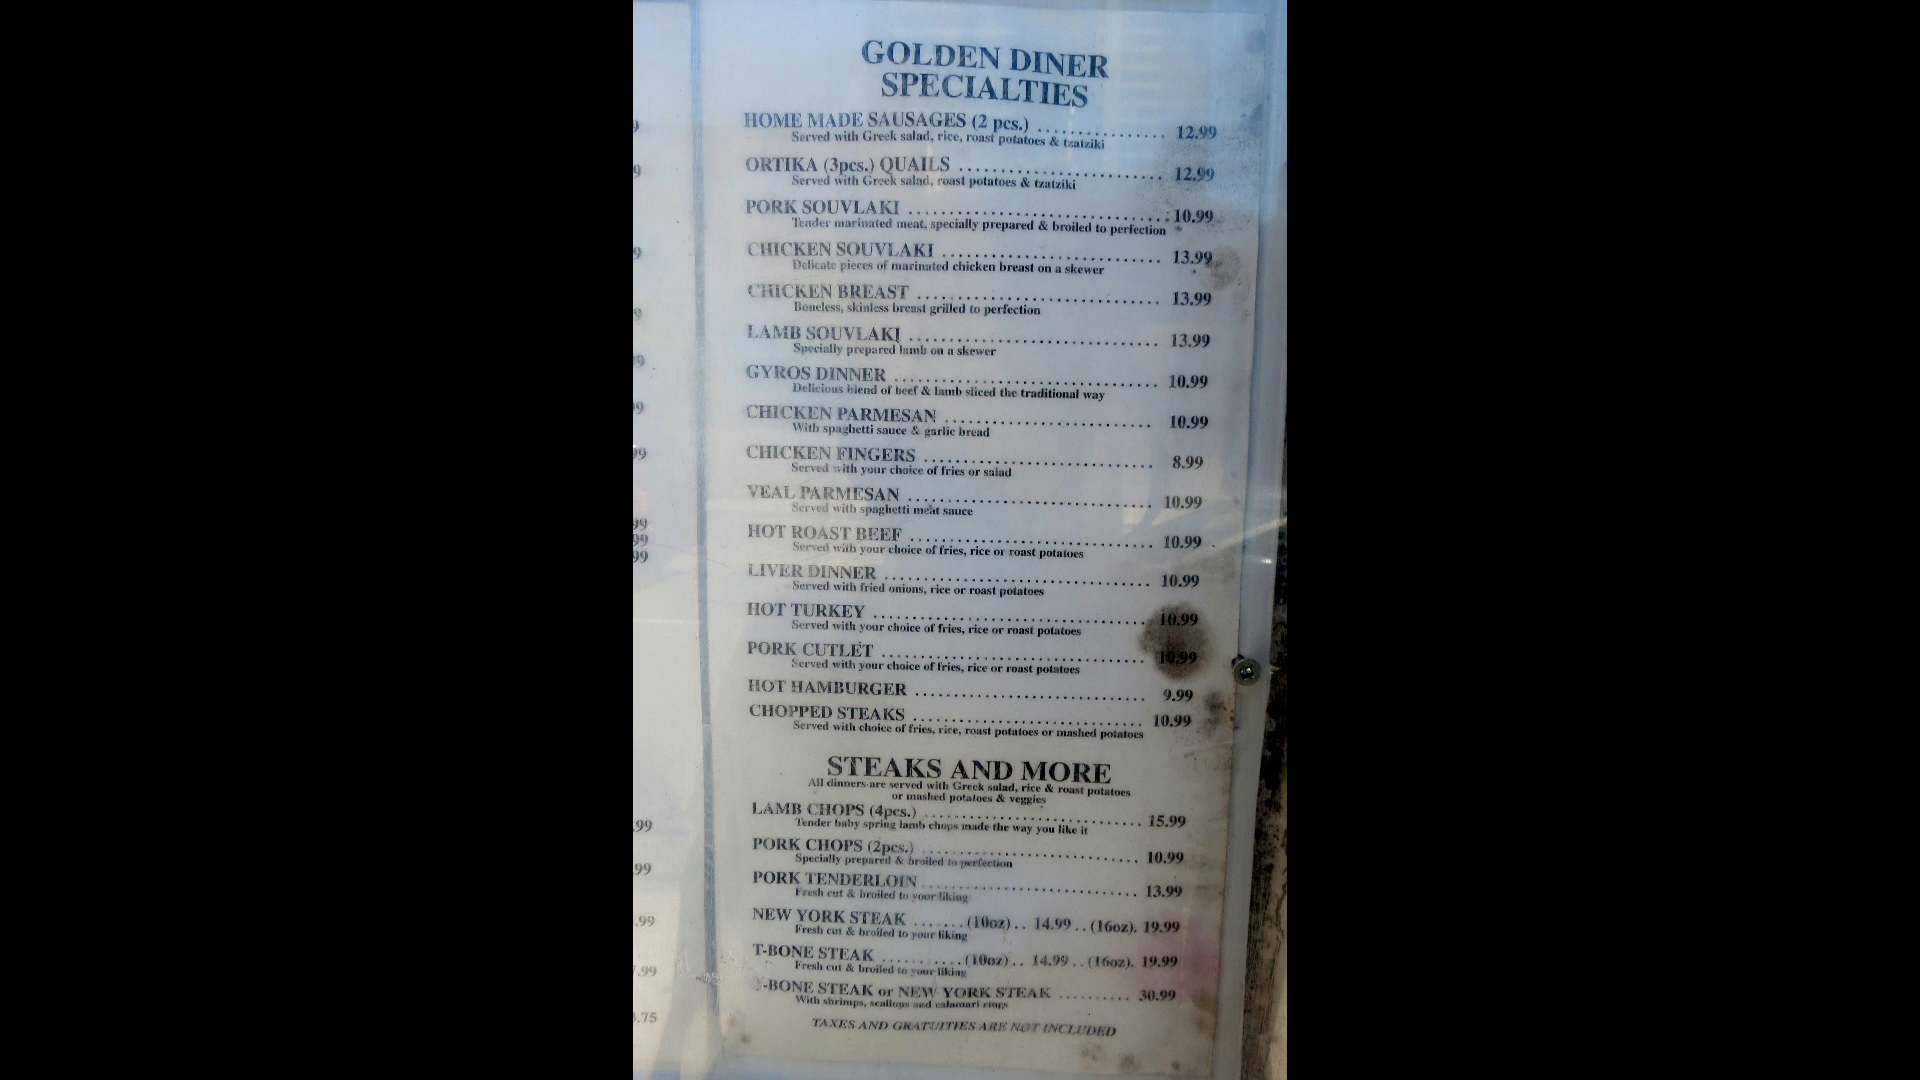 GOLDEN DINER
SPECIALTIES
HOME MADE SAUSAGES (2 pcs.) ................ 12.99
Served with Greek salad, rice, roast potatoes & tzatziki
ORTIKA (3pcs.) QUAILS ......................... 12.99
Served with Greek salad, roast potatoes & tzatziki
PORK SOUVLAKI ................................ 10.99
Tender marinated meat, specially prepared & broiled to perfection
CHICKEN SOUVLAKI ........................... 13.99
Delicate pieces of marinated chicken breast on a skewer
CHICKEN BREAST .............................. 13.99
Boneless, skinless breast grilled to perfection
LAMB SOUVLAKI ............................... 13.99
Specially prepared lamb on a skewer
GYROS DINNER ................................. 10.99
Delicious blend of beef & lamb sliced the traditional way
CHICKEN PARMESAN .......................... 10.99
With spaghetti sauce & garlic bread
CHICKEN FINGERS ............................. 8.99
Served with your choice of fries or salad
VEAL PARMESAN .............................. 10.99
Served with spaghetti meat sauce
HOT ROAST BEEF .............................. 10.99
Served with your choice of fries, rice or roast potatoes
LIVER DINNER ................................. 10.99
Served with fried onions, rice or roast potatoes
HOT TURKEY .................................. 10.99
Served with your choice of fries, rice or roast potatoes
PORK CUTLET ................................. 10.99
Served with your choice of fries, rice or roast potatoes
HOT HAMBURGER ............................. 9.99
CHOPPED STEAKS ............................ 10.99
Served with choice of fries, rice, roast potatoes or mashed potatoes
STEAKS AND MORE
All dinners are served with Greek salad, rice & roast potatoes
or mashed potatoes & veggies
LAMB CHOPS (4pcs.) ........................... 15.99
Tender baby spring lamb chops made the way you like it
PORK CHOPS (2pcs.) ........................... 10.99
Specially prepared & broiled to perfection
PORK TENDERLOIN ........................... 13.99
Fresh cut & broiled to your liking
NEW YORK STEAK .......(10oz).. 14.99 ..(16oz). 19.99
Fresh cut & broiled to your liking
T-BONE STEAK ..........(10oz).. 14.99 ..(16oz). 19.99
Fresh cut & broiled to your liking
T-BONE STEAK or NEW YORK STEAK .......... 30.99
With shrimps, scallops and calamari rings
TAXES AND GRATUITIES ARE NOT INCLUDED